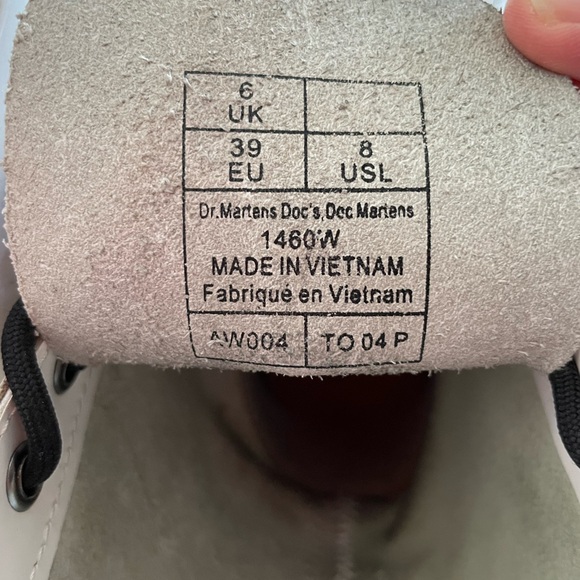 6
UK
39 8
EU USL
Dr.Martens Doc's,Doc Martens
1460W
MADE IN VIETNAM
Fabriqué en Vietnam
AW004 TO 04 P